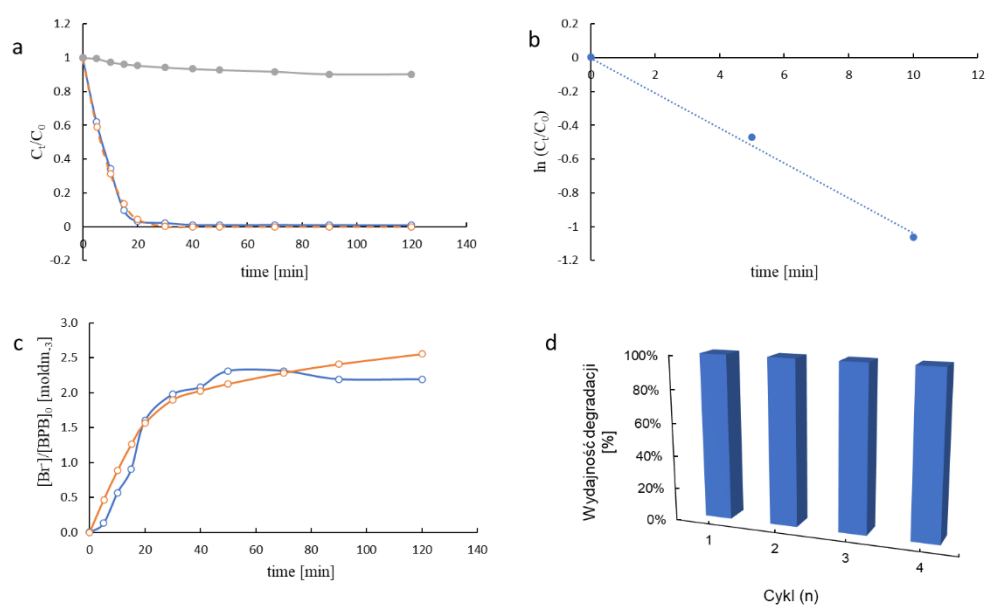 a
1.2
1
0.8
0.6
0.4
0.2
0
-0.2
Ct/C0
0 20 40 60 80 100 120 140
time [min]
b
0.2
0
-0.2
-0.4
-0.6
-0.8
-1
-1.2
ln (Ct/C0)
0 2 4 6 8 10 12
time [min]
c
3.0
2.5
2.0
1.5
1.0
0.5
0.0
[Br-]/[BPB]0 [moldm-3]
0 20 40 60 80 100 120 140
time [min]
d
100%
80%
60%
40%
20%
0%
Wydajność degradacji
[%]
1 2 3 4
Cykl (n)